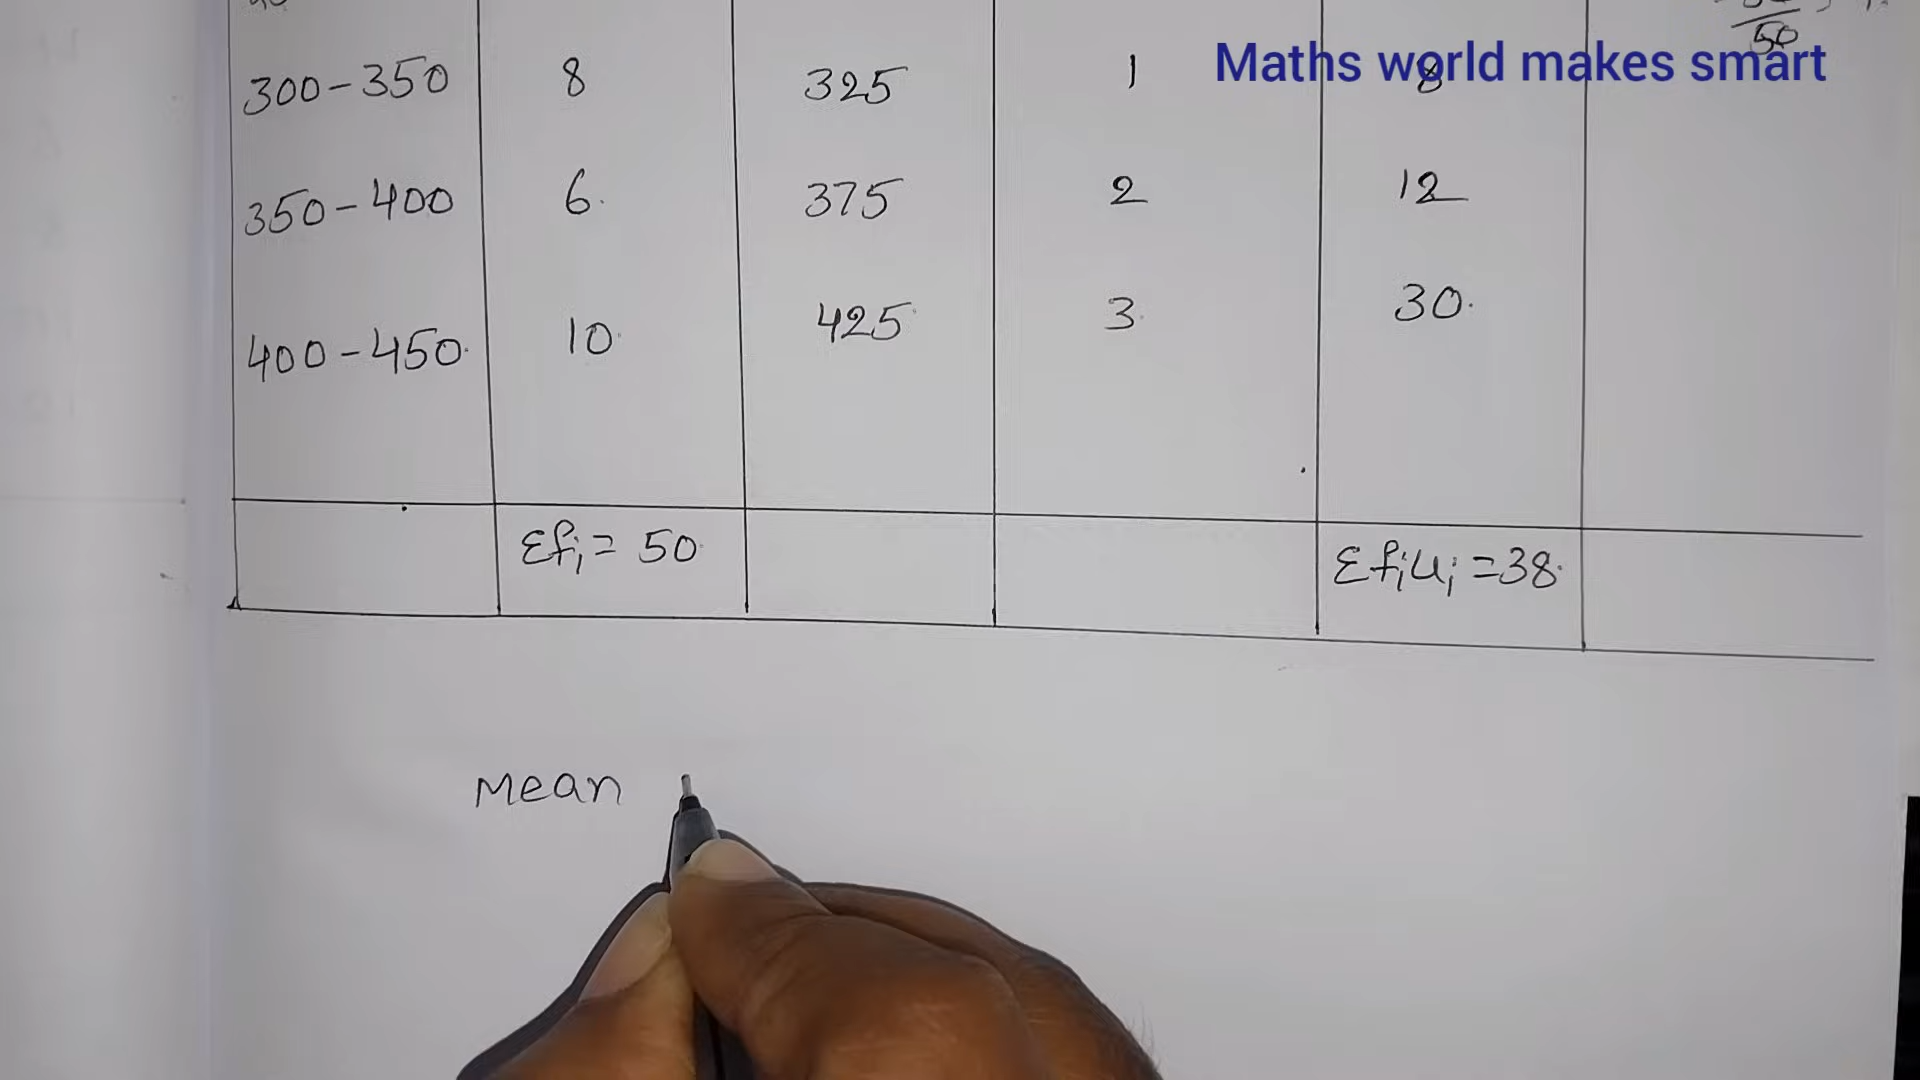 50
Maths world makes smart
300-350 8 325 1 8
350-400 6. 375 2 12
400-450. 10. 425. 3. 30.
Σfi = 50. Σfiui = 38.
Mean